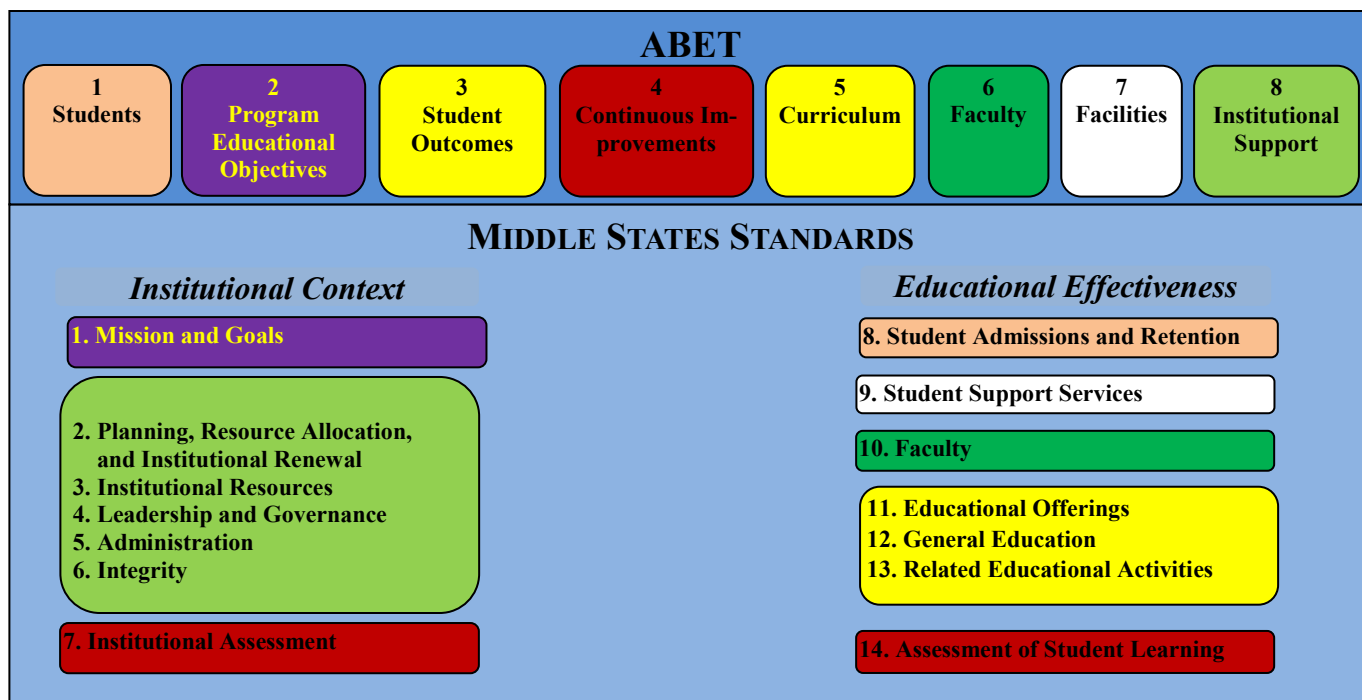 ABET
1
Students
2
Program
Educational
Objectives
3
Student
Outcomes
4
Continuous Im-
provements
5
Curriculum
6
Faculty
7
Facilities
8
Institutional
Support
MIDDLE STATES STANDARDS
Institutional Context
1. Mission and Goals
2. Planning, Resource Allocation,
and Institutional Renewal
3. Institutional Resources
4. Leadership and Governance
5. Administration
6. Integrity
7. Institutional Assessment
Educational Effectiveness
8. Student Admissions and Retention
9. Student Support Services
10. Faculty
11. Educational Offerings
12. General Education
13. Related Educational Activities
14. Assessment of Student Learning